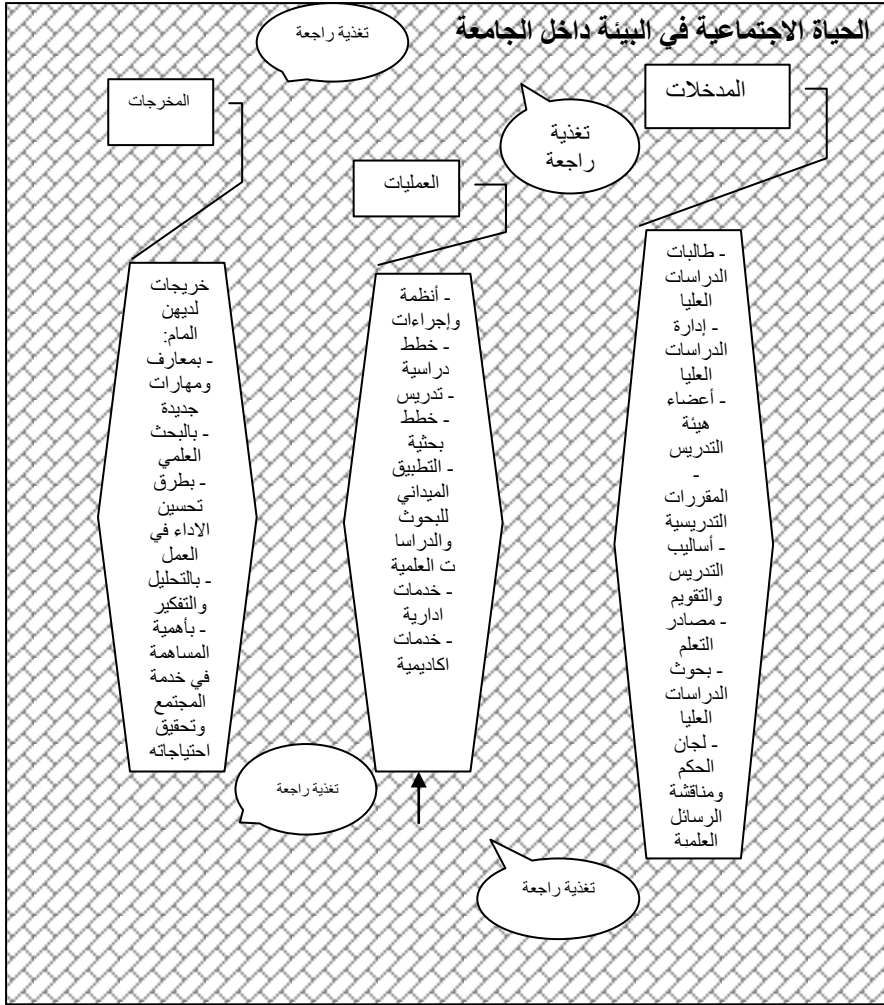 الحياة الاجتماعية في البيئة داخل الجامعة
تغذية راجعة
المدخلات
تغذية
راجعة
المخرجات
العمليات
- طالبات
الدراسات
العليا
- إدارة
الدراسات
العليا
- أعضاء
هيئة
التدريس
-
المقررات
التدريسية
- أساليب
التدريس
والتقويم
- مصادر
التعلم
- بحوث
الدراسات
العليا
- لجان
الحكم
ومناقشة
الرسائل
العلمية
- أنظمة
وإجراءات
- خطط
دراسية
- تدريس
- خطط
بحثية
- التطبيق
الميداني
للبحوث
والدراسا
ت العلمية
- خدمات
ادارية
- خدمات
اكاديمية
خريجات
لديهن
المام:
- بمعارف
ومهارات
جديدة
- بالبحث
العلمي
- بطرق
تحسين
الاداء في
العمل
- بالتحليل
والتفكير
- بأهمية
المساهمة
في خدمة
المجتمع
وتحقيق
احتياجاته
تغذية راجعة
تغذية راجعة